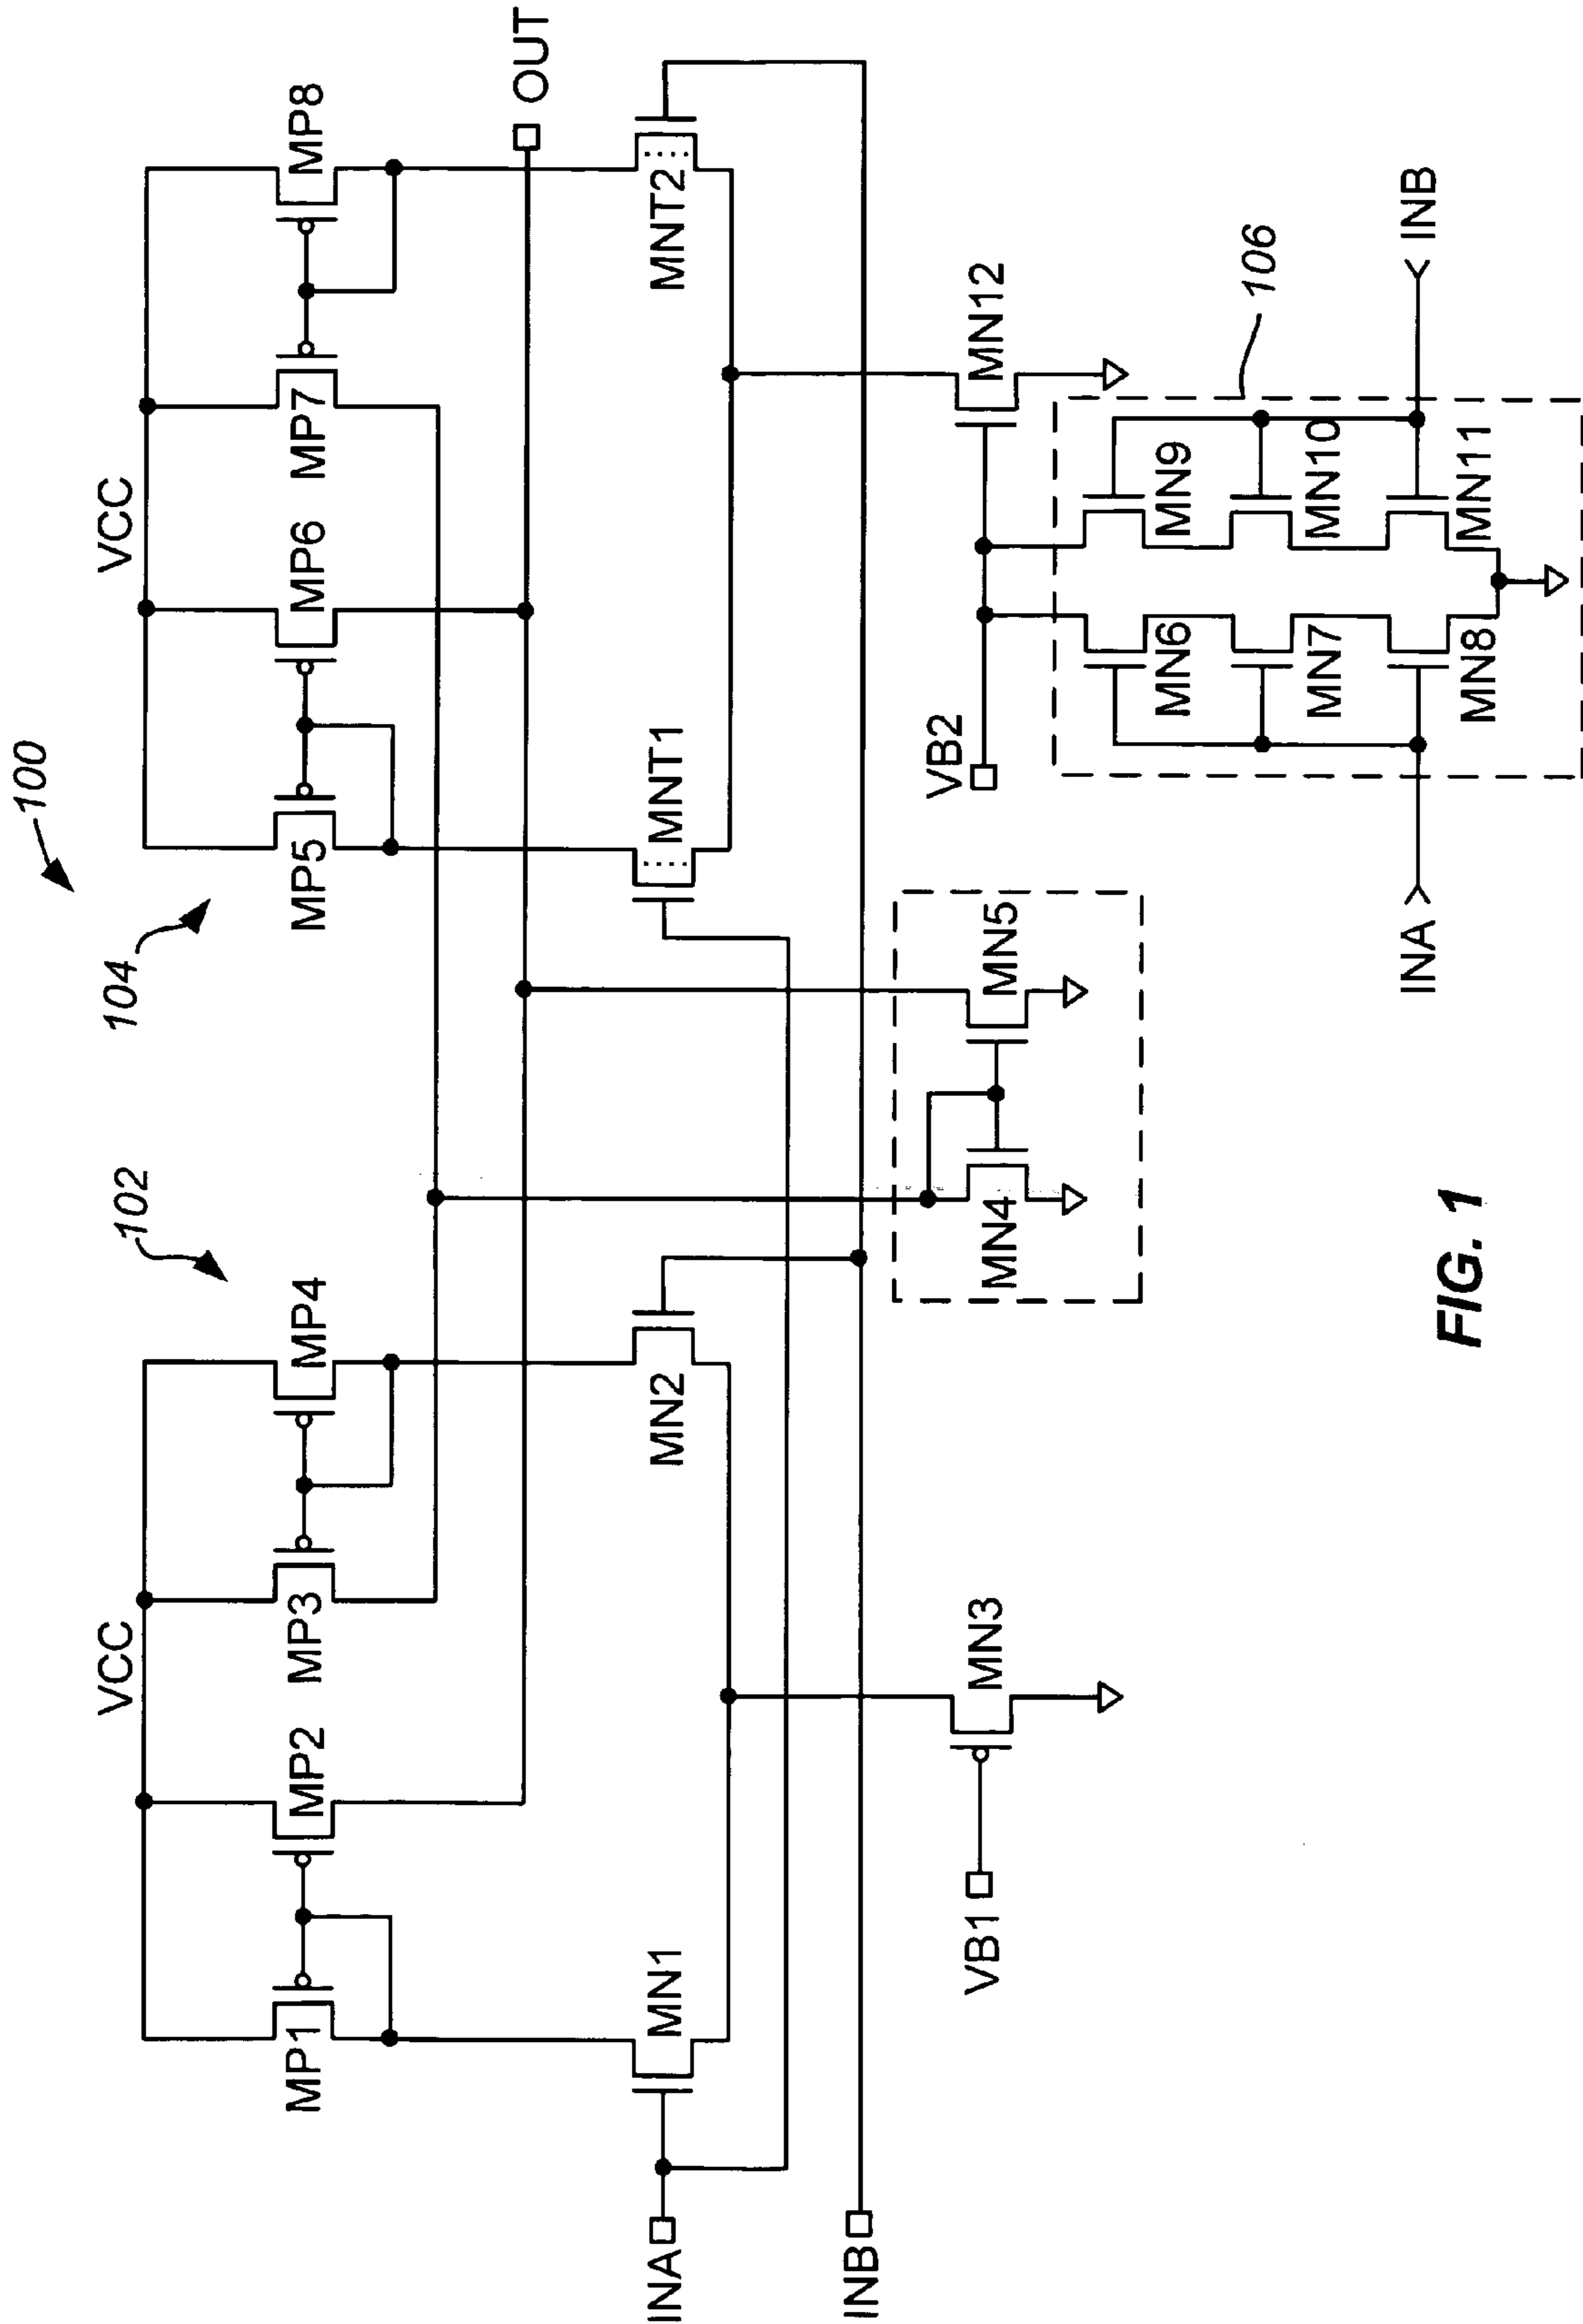 100
102
104
VCC
VCC
MP1
MP2
MP3
MP4
MP5
MP6
MP7
MP8
OUT
INA
MN1
MN2
MNT1
MNT2
INB
VB1
MN3
MN4
MN5
VB2
MN12
106
MN6
MN9
MN7
MN10
MN8
MN11
INA
INB
FIG. 1